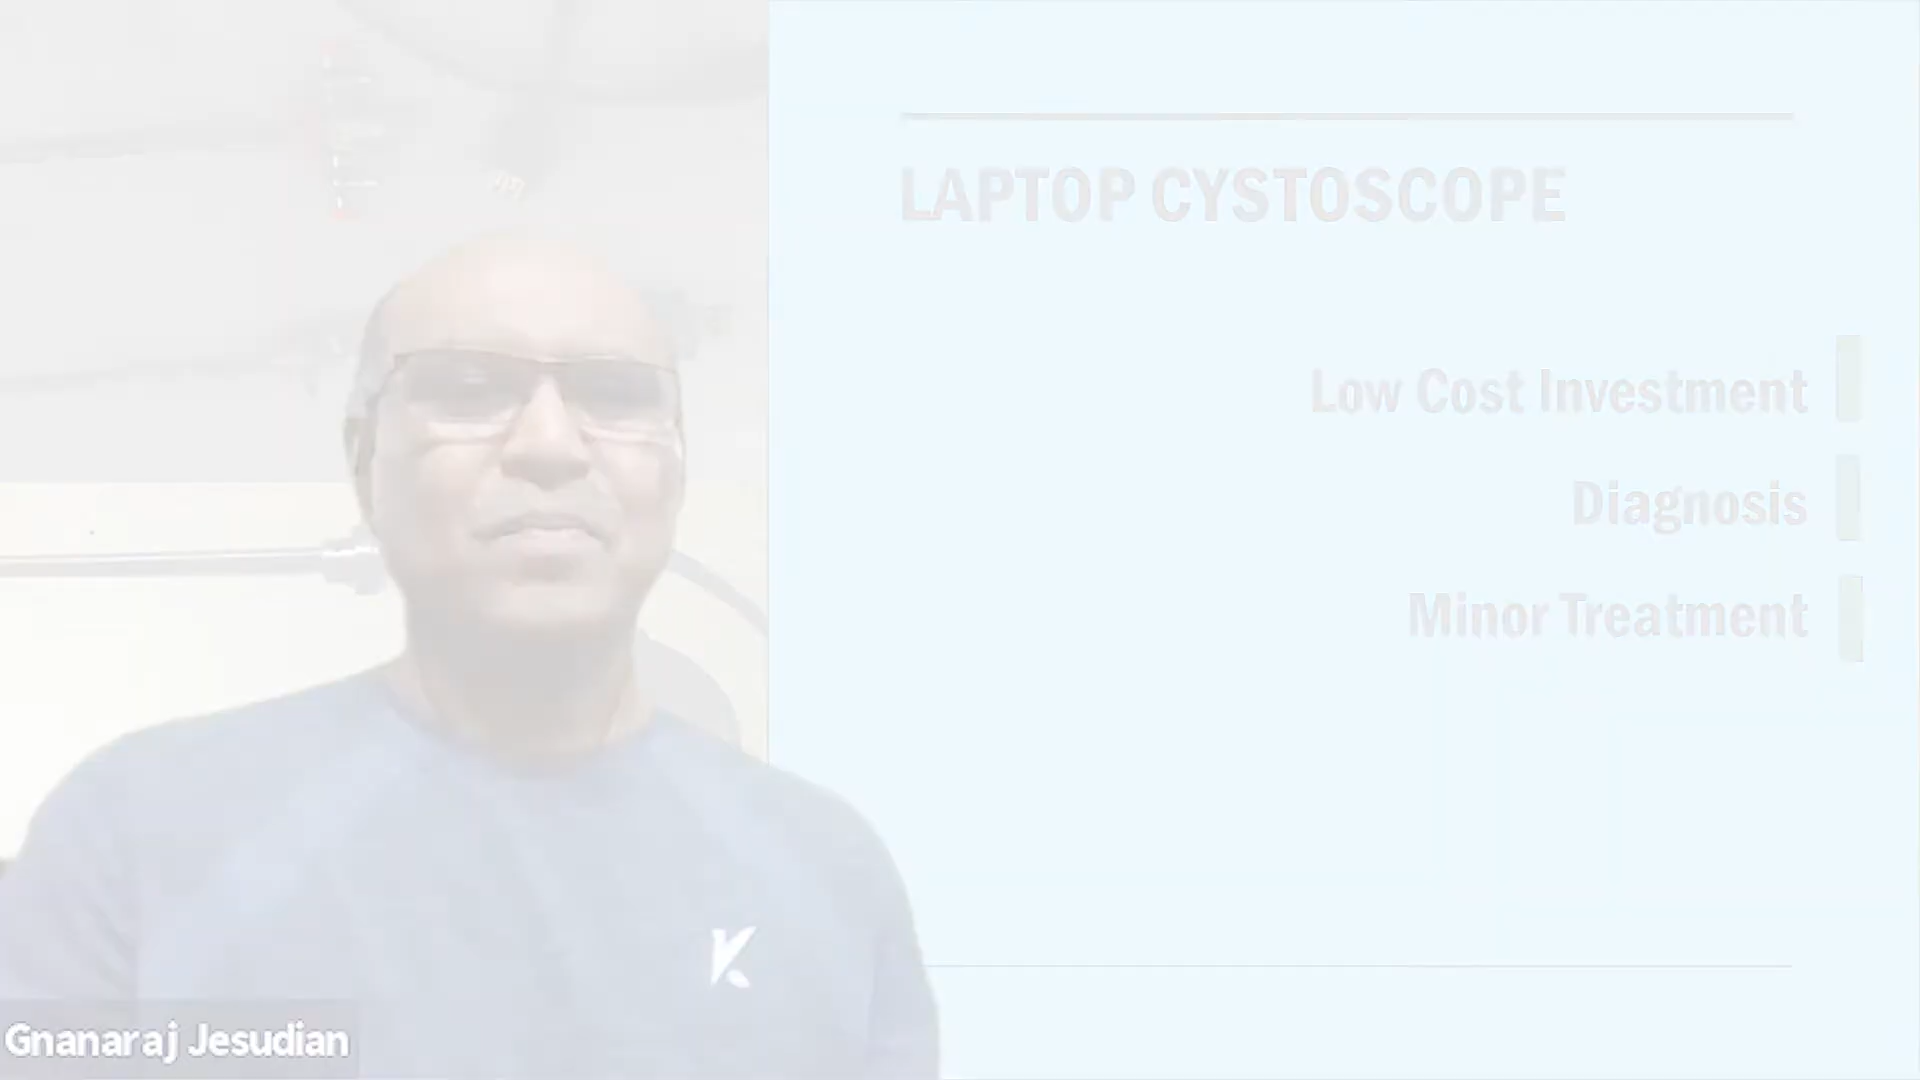 LAPTOP CYSTOSCOPE
Low Cost Investment
Diagnosis
Minor Treatment
K
Gnanaraj Jesudian